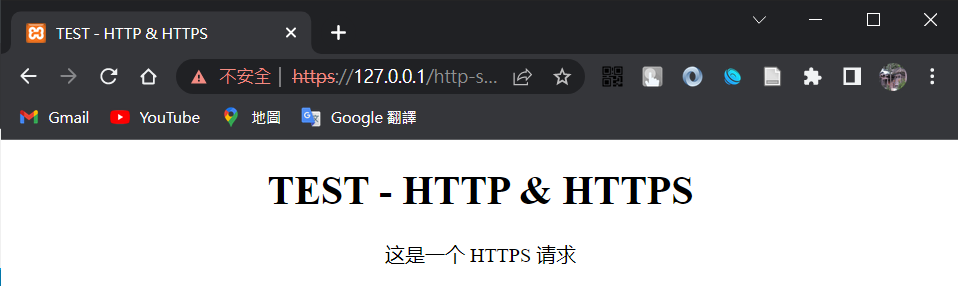 TEST - HTTP & HTTPS
不安全 | https://127.0.0.1/http-s...
Gmail YouTube 地圖 Google 翻譯
TEST - HTTP & HTTPS
这是一个 HTTPS 请求